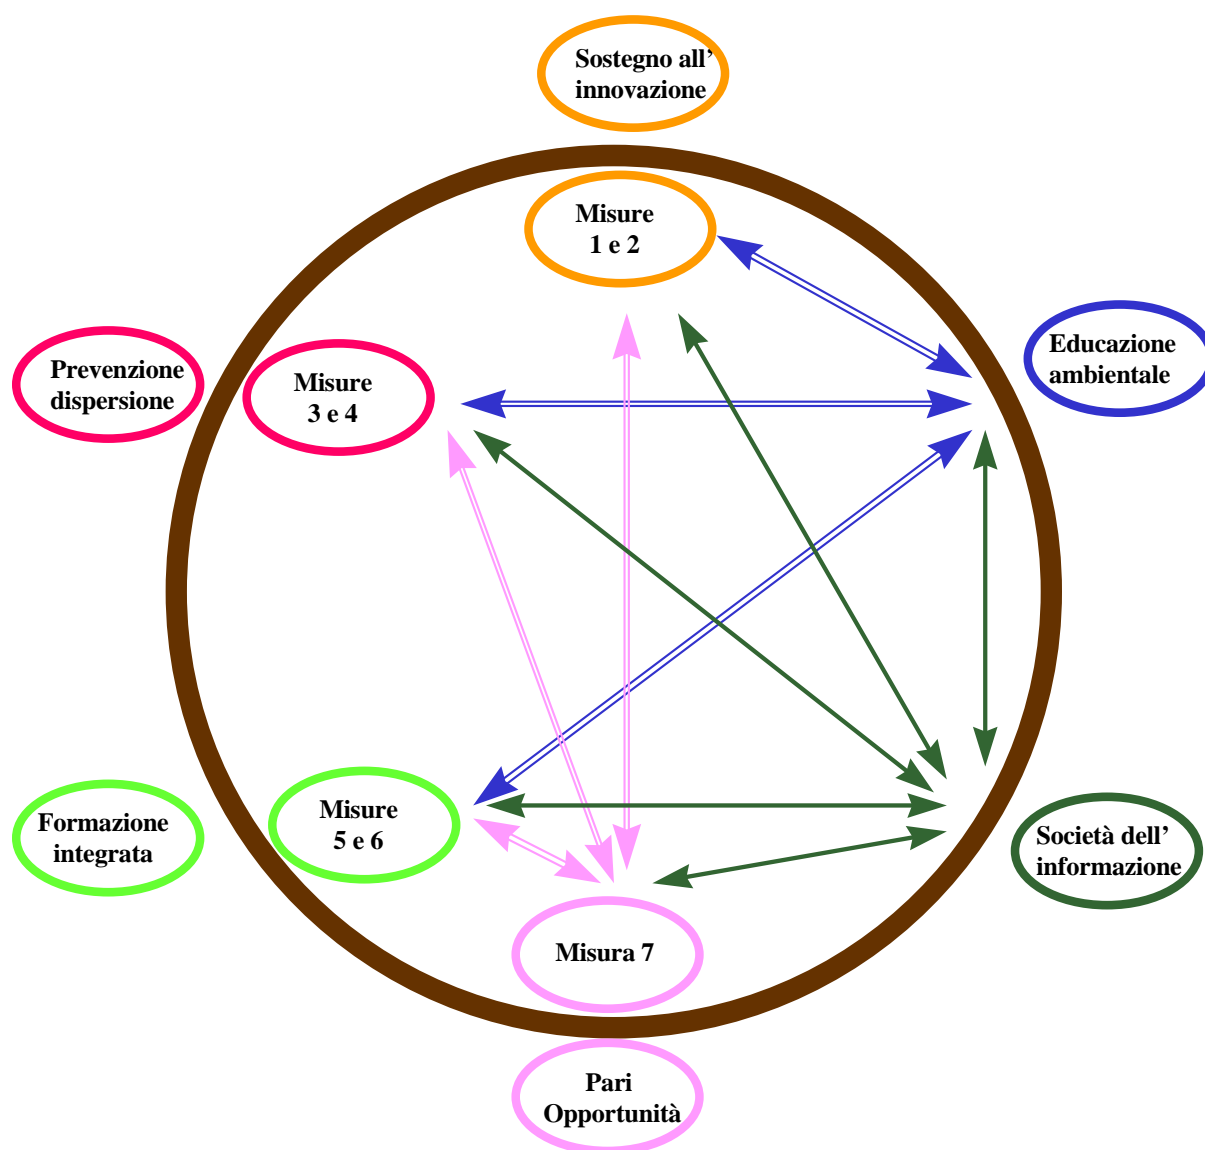 Sostegno all'
innovazione
Misure
1 e 2
Educazione
ambientale
Prevenzione
dispersione
Misure
3 e 4
Formazione
integrata
Misure
5 e 6
Società dell'
informazione
Misura 7
Pari
Opportunità